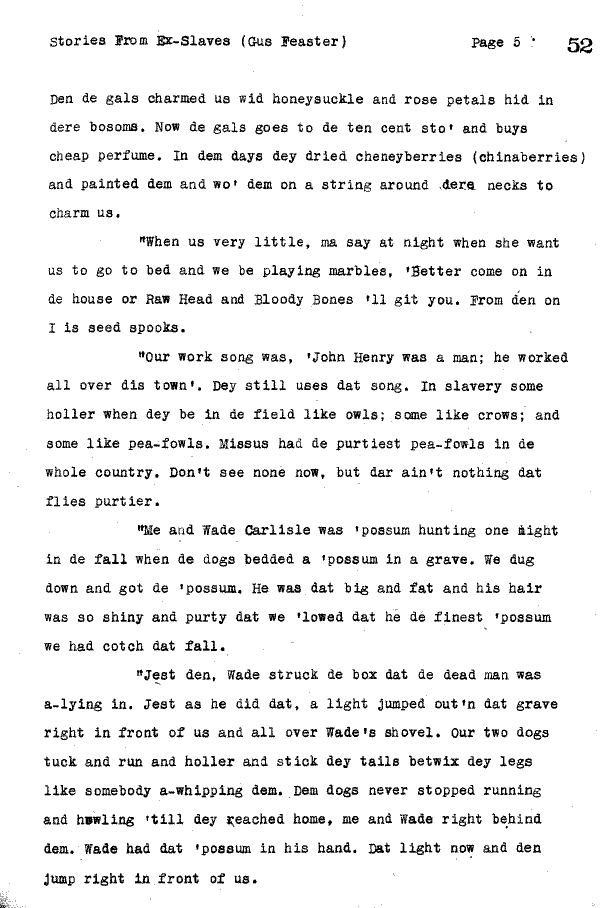 Stories From Ex-Slaves (Gus Feaster) Page 5 52
Den de gals charmed us wid honeysuckle and rose petals hid in
dere bosoms. Now de gals goes to de ten cent sto' and buys
cheap perfume. In dem days dey dried cheneyberries (chinaberries)
and painted dem and wo' dem on a string around dere necks to
charm us.
"When us very little, ma say at night when she want
us to go to bed and we be playing marbles, 'Better come on in
de house or Raw Head and Bloody Bones 'll git you. From den on
I is seed spooks.
"Our work song was, 'John Henry was a man; he worked
all over dis town'. Dey still uses dat song. In slavery some
holler when dey be in de field like owls; some like crows; and
some like pea-fowls. Missus had de purtiest pea-fowls in de
whole country. Don't see none now, but dar ain't nothing dat
flies purtier.
"Me and Wade Carlisle was 'possum hunting one night
in de fall when de dogs bedded a 'possum in a grave. We dug
down and got de 'possum. He was dat big and fat and his hair
was so shiny and purty dat we 'lowed dat he de finest 'possum
we had cotch dat fall.
"Jest den, Wade struck de box dat de dead man was
a-lying in. Jest as he did dat, a light jumped out'n dat grave
right in front of us and all over Wade's shovel. Our two dogs
tuck and run and holler and stick dey tails betwix dey legs
like somebody a-whipping dem. Dem dogs never stopped running
and howling 'till dey reached home, me and Wade right behind
dem. Wade had dat 'possum in his hand. Dat light now and den
jump right in front of us.